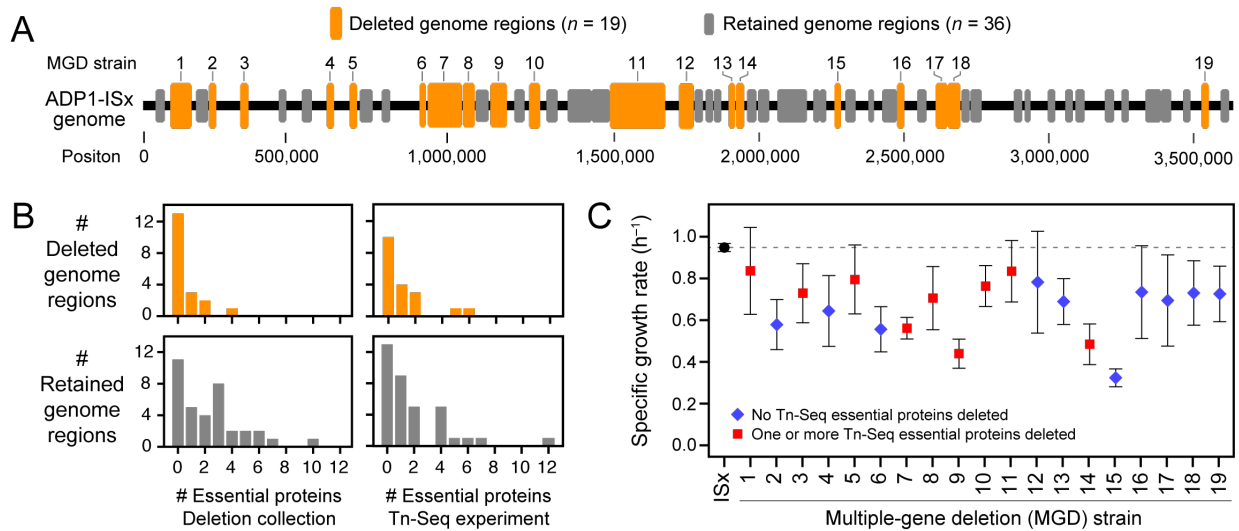 A
Deleted genome regions (n = 19)
Retained genome regions (n = 36)
MGD strain
1 2 3 4 5 6 7 8 9 10 11 12 13 14 15 16 17 18 19
ADP1-ISx
genome
Positon
0 500,000 1,000,000 1,500,000 2,000,000 2,500,000 3,000,000 3,500,000
B
#
Deleted
genome
regions
12
8
4
0
#
Retained
genome
regions
12
8
4
0
0 2 4 6 8 10 12
0 2 4 6 8 10 12
# Essential proteins
Deletion collection
# Essential proteins
Tn-Seq experiment
C
Specific growth rate (h⁻¹)
1.0
0.8
0.6
0.4
0.2
0.0
No Tn-Seq essential proteins deleted
One or more Tn-Seq essential proteins deleted
ISx 1 2 3 4 5 6 7 8 9 10 11 12 13 14 15 16 17 18 19
Multiple-gene deletion (MGD) strain